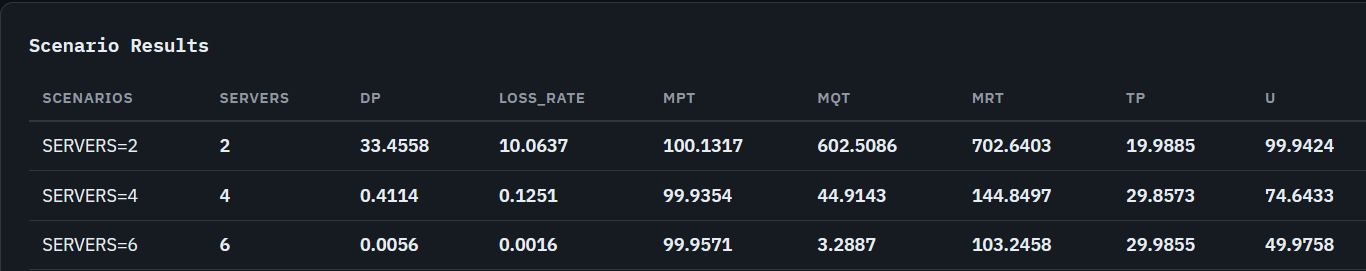 Scenario Results
SCENARIOS SERVERS DP LOSS_RATE MPT MQT MRT TP U
SERVERS=2 2 33.4558 10.0637 100.1317 602.5086 702.6403 19.9885 99.9424
SERVERS=4 4 0.4114 0.1251 99.9354 44.9143 144.8497 29.8573 74.6433
SERVERS=6 6 0.0056 0.0016 99.9571 3.2887 103.2458 29.9855 49.9758